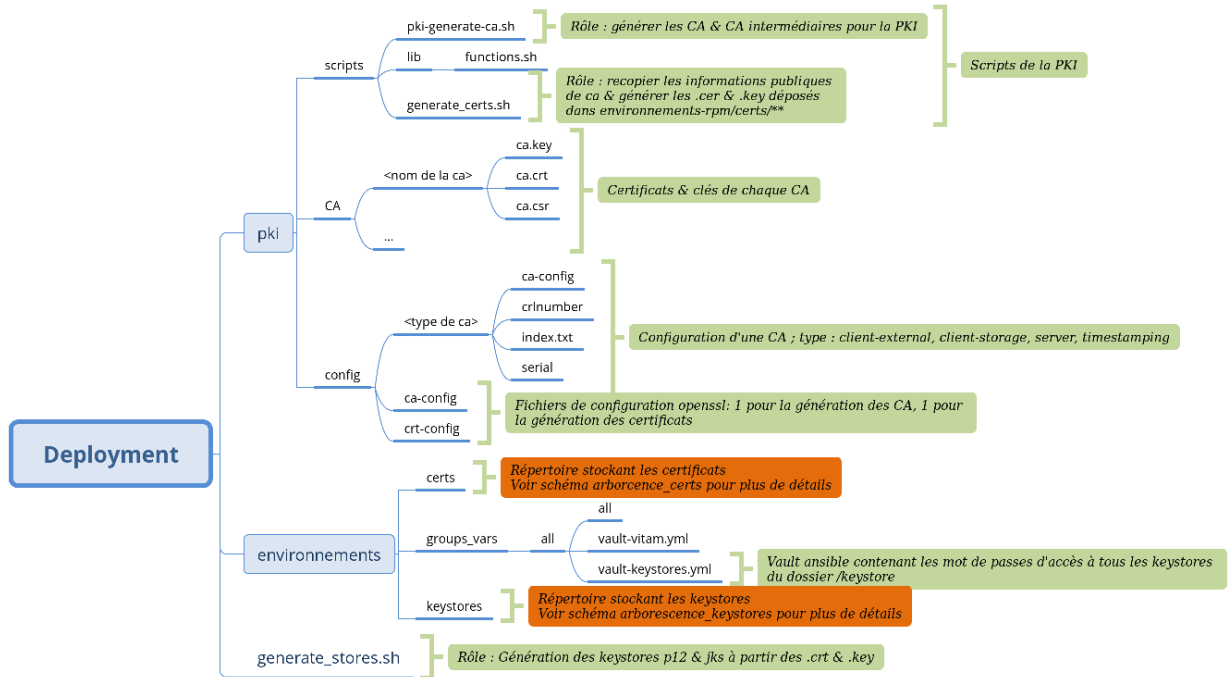 pki-generate-ca.sh
Rôle : générer les CA & CA intermédiaires pour la PKI
scripts
lib
functions.sh
Scripts de la PKI
generate_certs.sh
Rôle : recopier les informations publiques
de ca & générer les .cer & .key déposés
dans environnements-rpm/certs/**
ca.key
<nom de la ca>
ca.crt
Certificats & clés de chaque CA
CA
ca.csr
...
pki
ca-config
<type de ca>
crlnumber
index.txt
Configuration d'une CA ; type : client-external, client-storage, server, timestamping
serial
config
ca-config
crt-config
Fichiers de configuration openssl: 1 pour la génération des CA, 1 pour
la génération des certificats
Deployment
certs
Répertoire stockant les certificats
Voir schéma arborcence_certs pour plus de détails
environnements
groups_vars
all
all
vault-vitam.yml
vault-keystores.yml
Vault ansible contenant les mot de passes d'accès à tous les keystores
du dossier /keystore
keystores
Répertoire stockant les keystores
Voir schéma arborescence_keystores pour plus de détails
generate_stores.sh
Rôle : Génération des keystores p12 & jks à partir des .crt & .key